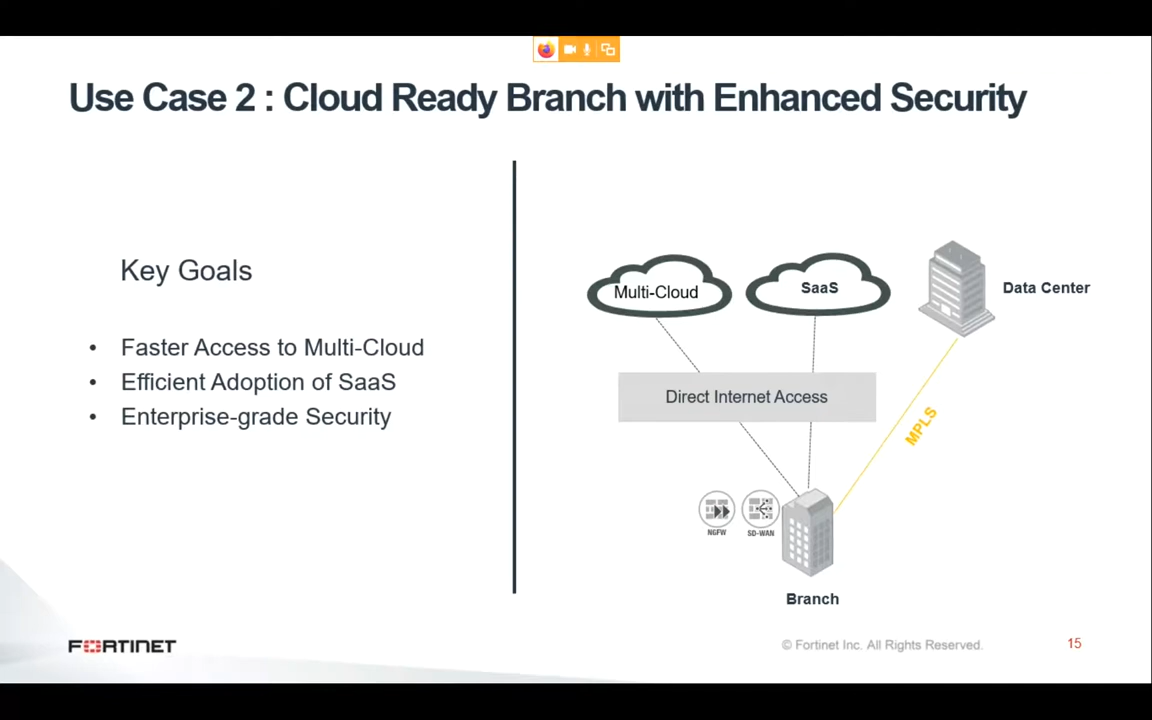 Use Case 2 : Cloud Ready Branch with Enhanced Security
Key Goals
• Faster Access to Multi-Cloud
• Efficient Adoption of SaaS
• Enterprise-grade Security
Multi-Cloud
SaaS
Data Center
Direct Internet Access
MPLS
NGFW
SD-WAN
Branch
FORTINET
© Fortinet Inc. All Rights Reserved.
15